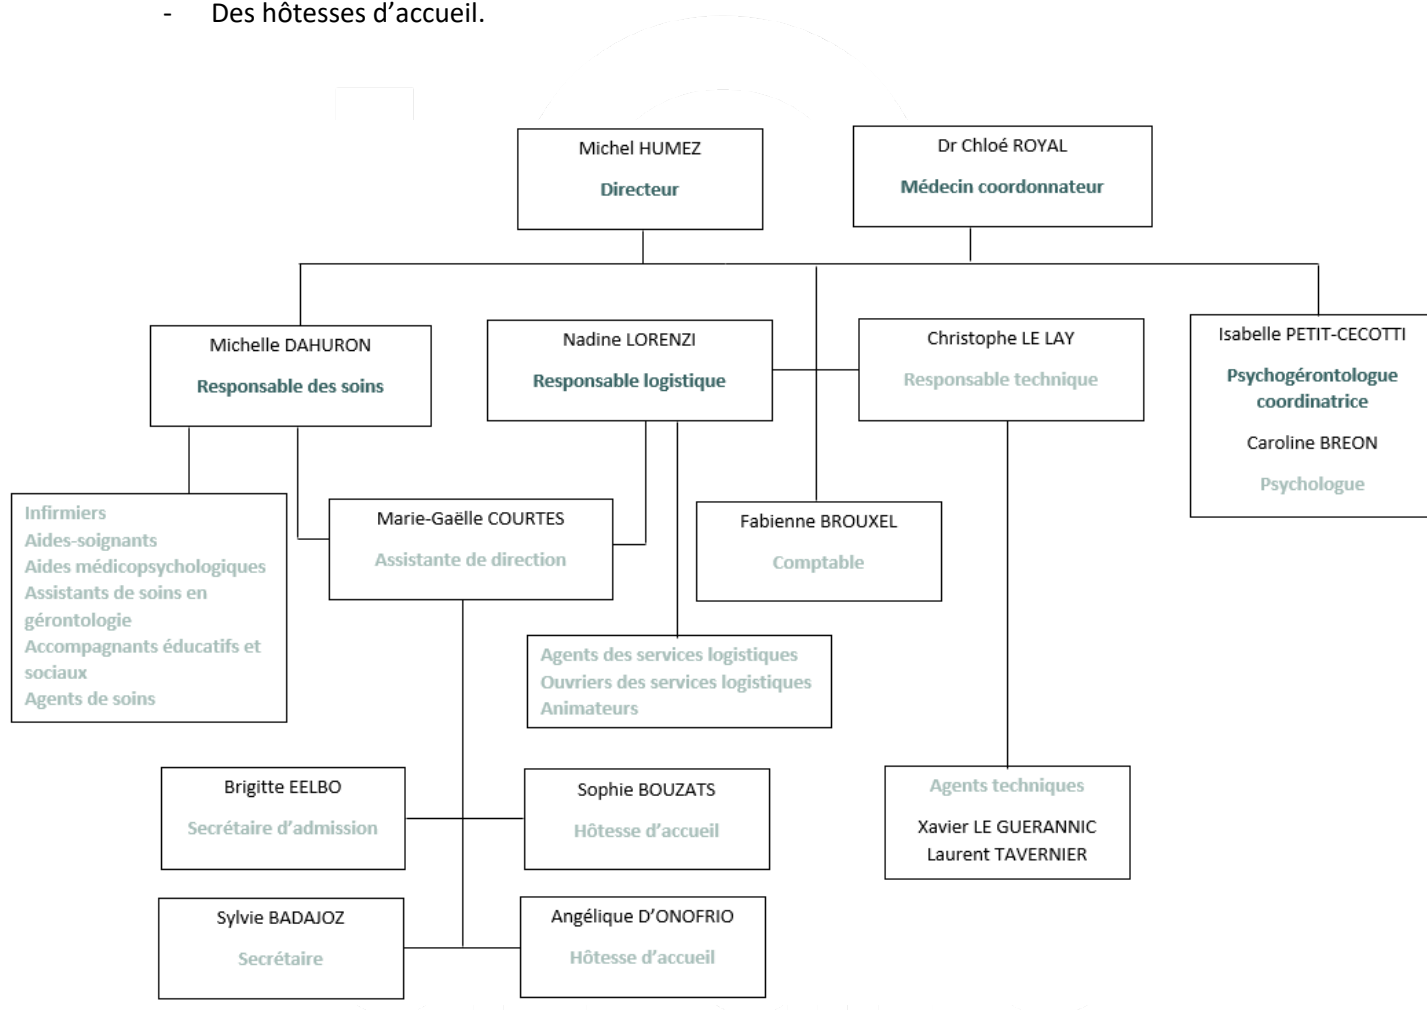 - Des hôtesses d’accueil.
Michel HUMEZ
Directeur
Dr Chloé ROYAL
Médecin coordonnateur
Michelle DAHURON
Responsable des soins
Nadine LORENZI
Responsable logistique
Christophe LE LAY
Responsable technique
Isabelle PETIT-CECOTTI
Psychogérontologue
coordinatrice
Caroline BREON
Psychologue
Infirmiers
Aides-soignants
Aides médicopsychologiques
Assistants de soins en
gérontologie
Accompagnants éducatifs et
sociaux
Agents de soins
Marie-Gaëlle COURTES
Assistante de direction
Fabienne BROUXEL
Comptable
Agents des services logistiques
Ouvriers des services logistiques
Animateurs
Brigitte EELBO
Secrétaire d’admission
Sophie BOUZATS
Hôtesse d’accueil
Agents techniques
Xavier LE GUERANNIC
Laurent TAVERNIER
Sylvie BADAJOZ
Secrétaire
Angélique D’ONOFRIO
Hôtesse d’accueil